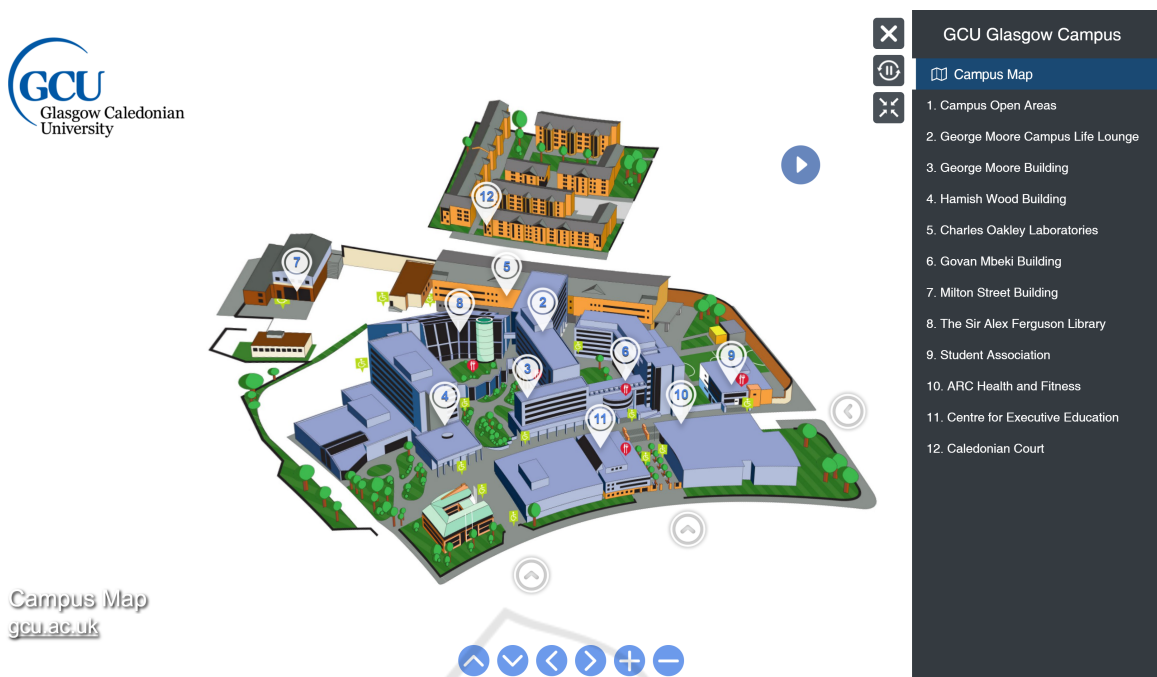 GCU
Glasgow Caledonian
University
12
7
5
8
2
6
9
3
4
10
11
Campus Map
gcu.ac.uk
GCU Glasgow Campus
Campus Map
1. Campus Open Areas
2. George Moore Campus Life Lounge
3. George Moore Building
4. Hamish Wood Building
5. Charles Oakley Laboratories
6. Govan Mbeki Building
7. Milton Street Building
8. The Sir Alex Ferguson Library
9. Student Association
10. ARC Health and Fitness
11. Centre for Executive Education
12. Caledonian Court